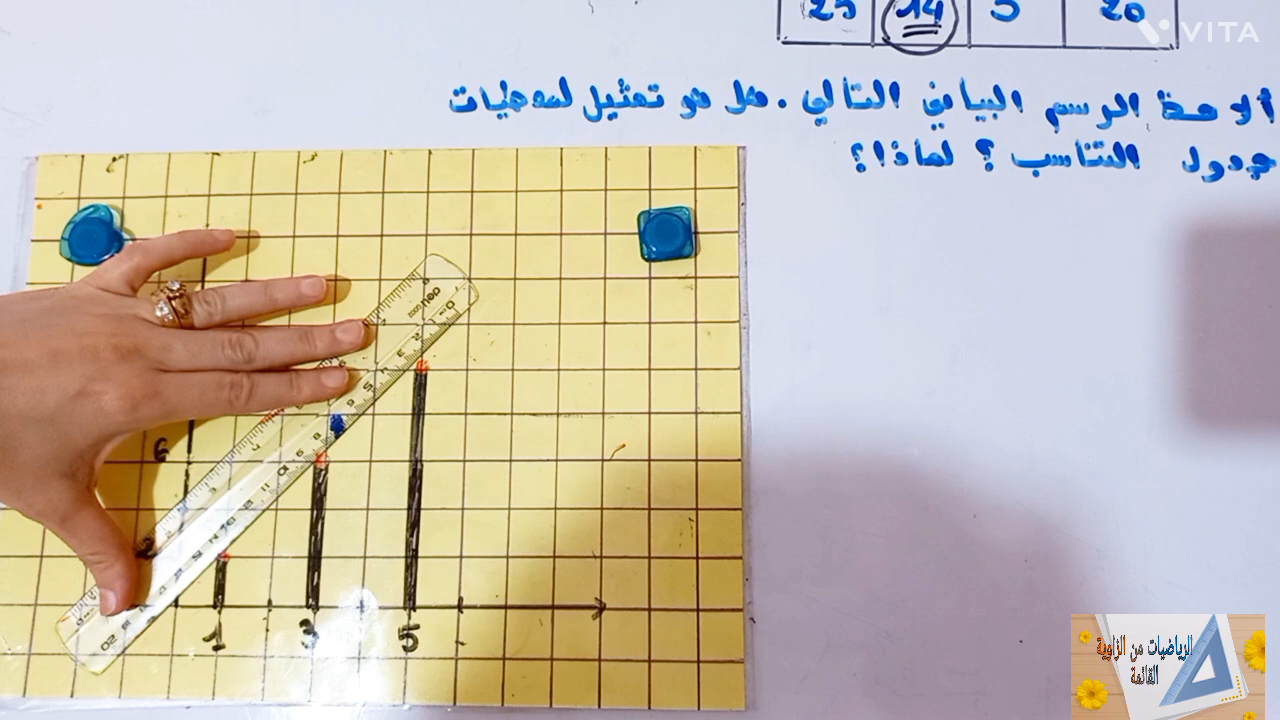 25 14 5 20
VITA
ألاحظ الرسم البياني التالي . هل هو تمثيل لمعطيات
جدول التناسب ؟ لماذا ؟
6
1 3 5
الرياضيات من الزاوية
القائمة